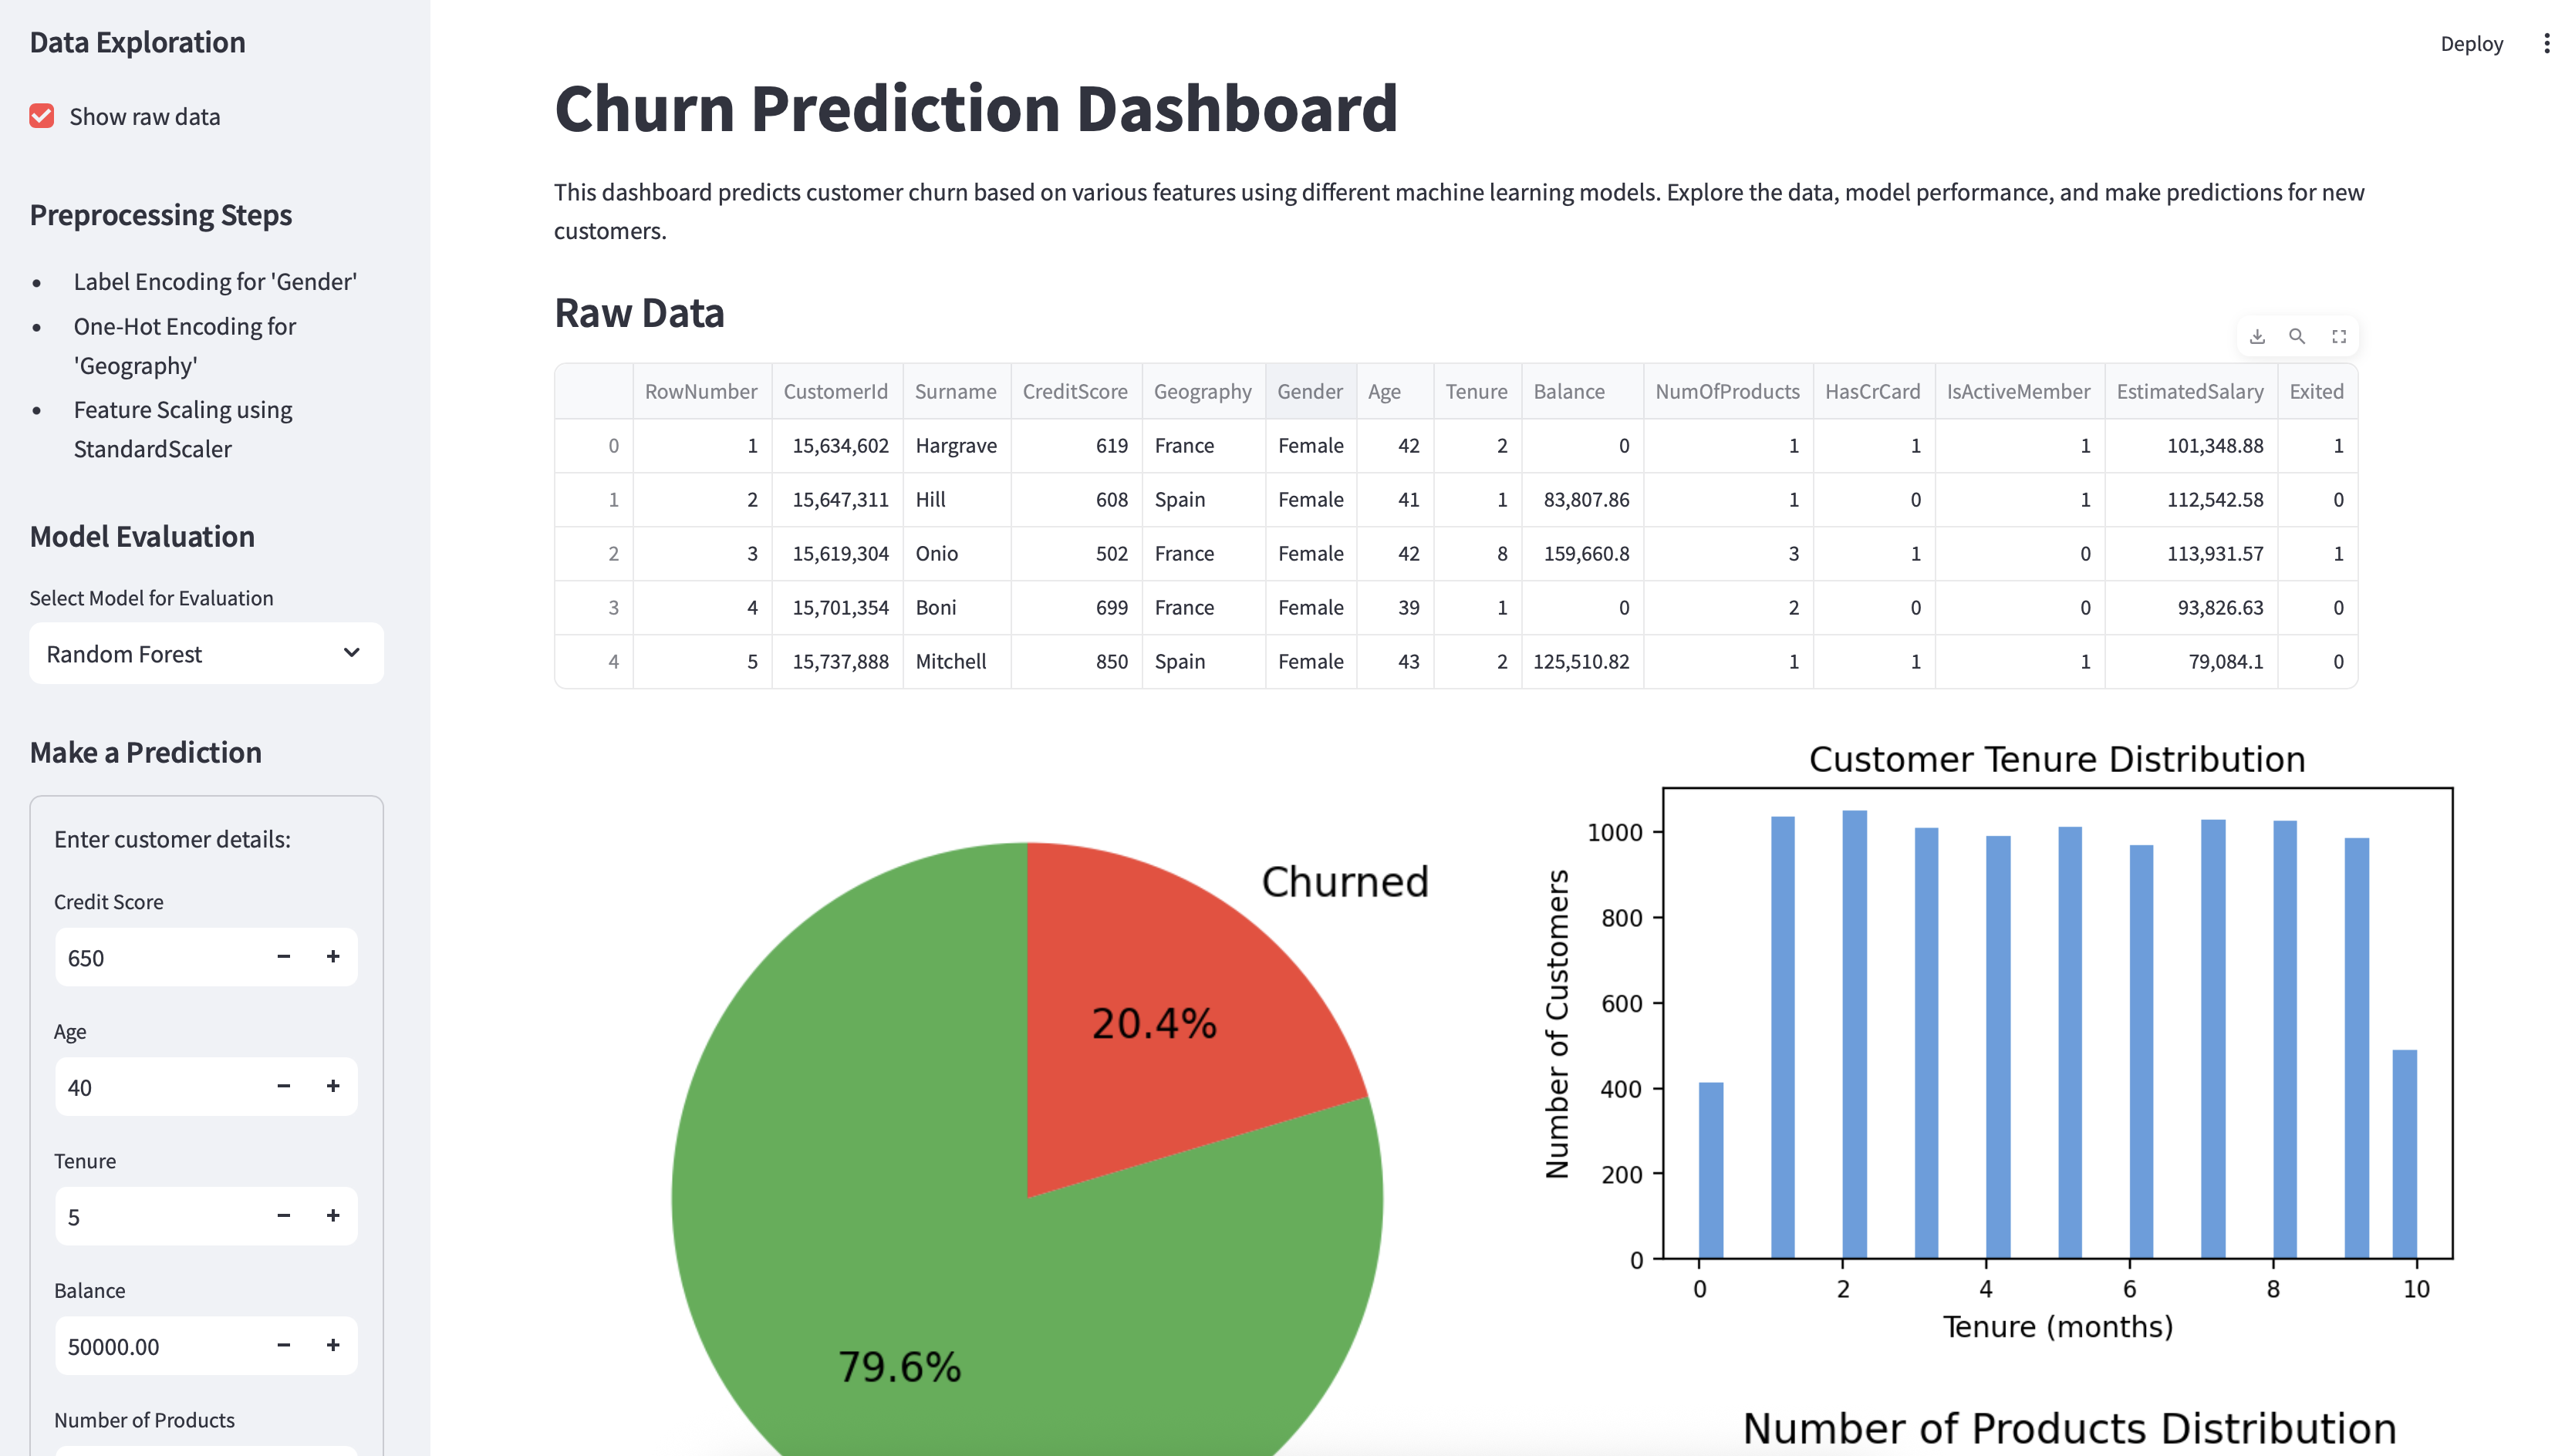 Data Exploration
Show raw data
Preprocessing Steps
Label Encoding for 'Gender'
One-Hot Encoding for
'Geography'
Feature Scaling using
StandardScaler
Model Evaluation
Select Model for Evaluation
Random Forest
Make a Prediction
Enter customer details:
Credit Score
650
Age
40
Tenure
5
Balance
50000.00
Number of Products
Deploy
Churn Prediction Dashboard
This dashboard predicts customer churn based on various features using different machine learning models. Explore the data, model performance, and make predictions for new
customers.
Raw Data
RowNumber CustomerId Surname CreditScore Geography Gender Age Tenure Balance NumOfProducts HasCrCard IsActiveMember EstimatedSalary Exited
0 1 15,634,602 Hargrave 619 France Female 42 2 0 1 1 1 101,348.88 1
1 2 15,647,311 Hill 608 Spain Female 41 1 83,807.86 1 0 1 112,542.58 0
2 3 15,619,304 Onio 502 France Female 42 8 159,660.8 3 1 0 113,931.57 1
3 4 15,701,354 Boni 699 France Female 39 1 0 2 0 0 93,826.63 0
4 5 15,737,888 Mitchell 850 Spain Female 43 2 125,510.82 1 1 1 79,084.1 0
Churned
20.4%
79.6%
Customer Tenure Distribution
Number of Customers
1000
800
600
400
200
0
0 2 4 6 8 10
Tenure (months)
Number of Products Distribution